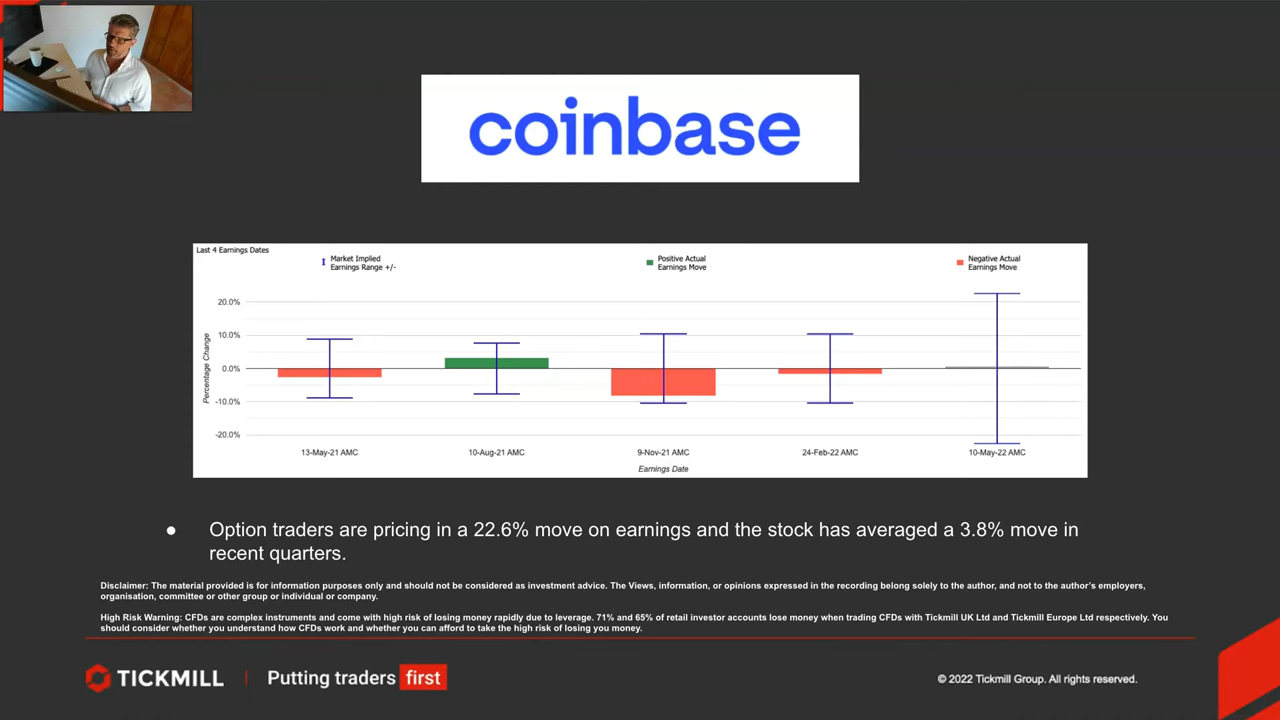 coinbase
Last 4 Earnings Dates
Market Implied
Earnings Range +/-
Positive Actual
Earnings Move
Negative Actual
Earnings Move
Percentage Change
20.0%
10.0%
0.0%
-10.0%
-20.0%
13-May-21 AMC
10-Aug-21 AMC
9-Nov-21 AMC
24-Feb-22 AMC
10-May-22 AMC
Earnings Date
● Option traders are pricing in a 22.6% move on earnings and the stock has averaged a 3.8% move in
recent quarters.
Disclaimer: The material provided is for information purposes only and should not be considered as investment advice. The Views, information, or opinions expressed in the recording belong solely to the author, and not to the author's employers,
organisation, committee or other group or individual or company.
High Risk Warning: CFDs are complex instruments and come with high risk of losing money rapidly due to leverage. 71% and 65% of retail investor accounts lose money when trading CFDs with Tickmill UK Ltd and Tickmill Europe Ltd respectively. You
should consider whether you understand how CFDs work and whether you can afford to take the high risk of losing you money.
TICKMILL | Putting traders first
© 2022 Tickmill Group. All rights reserved.